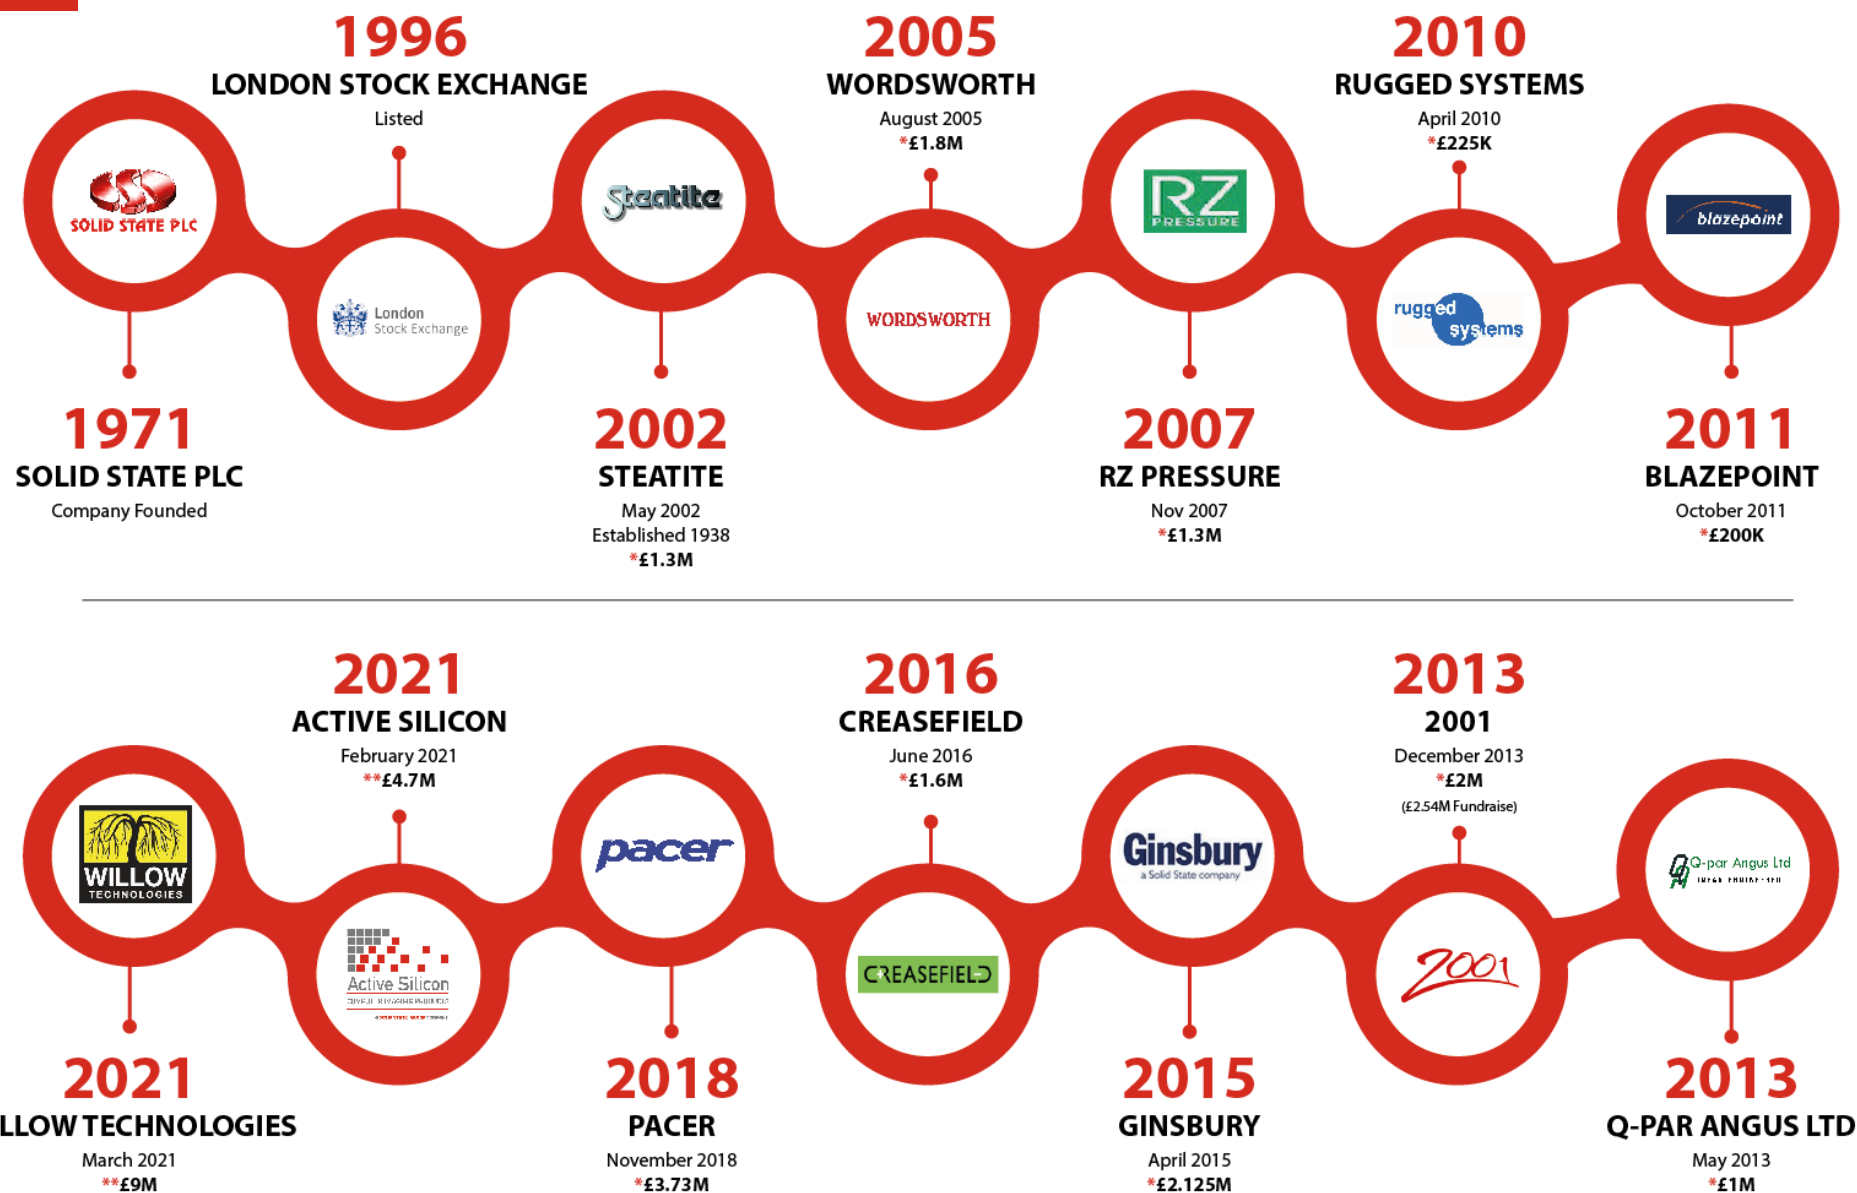 1996
LONDON STOCK EXCHANGE
Listed
2005
WORDSWORTH
August 2005
*£1.8M
2010
RUGGED SYSTEMS
April 2010
*£225K
SOLID STATE PLC
London
Stock Exchange
Steatite
WORDSWORTH
RZ
PRESSURE
rugged
systems
blazepoint
1971
SOLID STATE PLC
Company Founded
2002
STEATITE
May 2002
Established 1938
*£1.3M
2007
RZ PRESSURE
Nov 2007
*£1.3M
2011
BLAZEPOINT
October 2011
*£200K
2021
ACTIVE SILICON
February 2021
**£4.7M
2016
CREASEFIELD
June 2016
*£1.6M
2013
2001
December 2013
*£2M
(£2.54M Fundraise)
WILLOW
TECHNOLOGIES
Active Silicon
pacer
CREASEFIELD
Ginsbury
a Solid State company
2001
Q-par Angus Ltd
2021
LLOW TECHNOLOGIES
March 2021
**£9M
2018
PACER
November 2018
*£3.73M
2015
GINSBURY
April 2015
*£2.125M
2013
Q-PAR ANGUS LTD
May 2013
*£1M